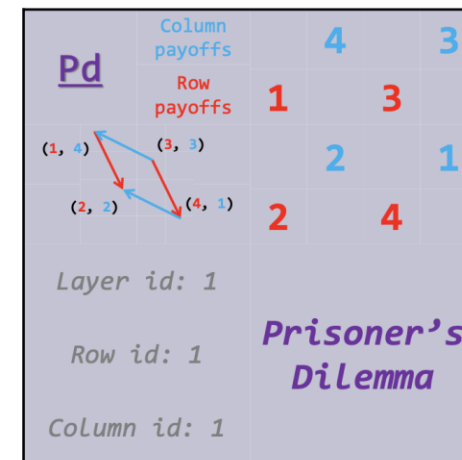 Pd
Column payoffs
4 3
Row payoffs
1 3
(1, 4) (3, 3)
2 1
(2, 2) (4, 1)
2 4
Layer id: 1
Row id: 1
Column id: 1
Prisoner’s
Dilemma